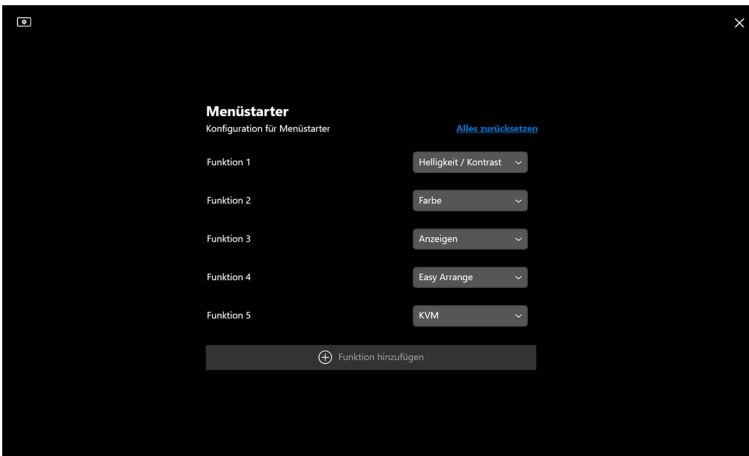 Menüstarter
Konfiguration für Menüstarter Alles zurücksetzen
Funktion 1 Helligkeit / Kontrast
Funktion 2 Farbe
Funktion 3 Anzeigen
Funktion 4 Easy Arrange
Funktion 5 KVM
Funktion hinzufügen